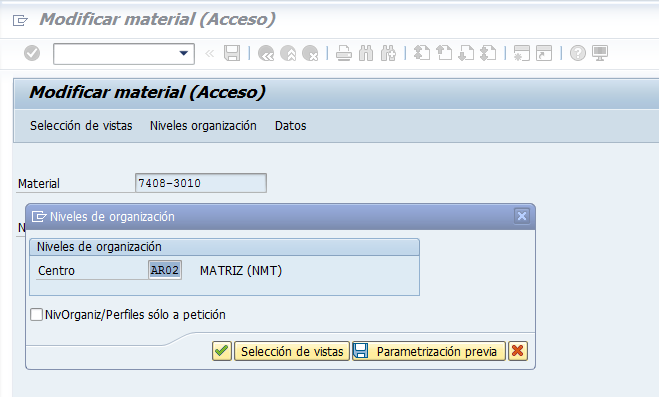 Modificar material (Acceso)
Modificar material (Acceso)
Selección de vistas Niveles organización Datos
Material 7408-3010
N
Niveles de organización
Niveles de organización
Centro AR02 MATRIZ (NMT)
NivOrganiz/Perfiles sólo a petición
Selección de vistas Parametrización previa